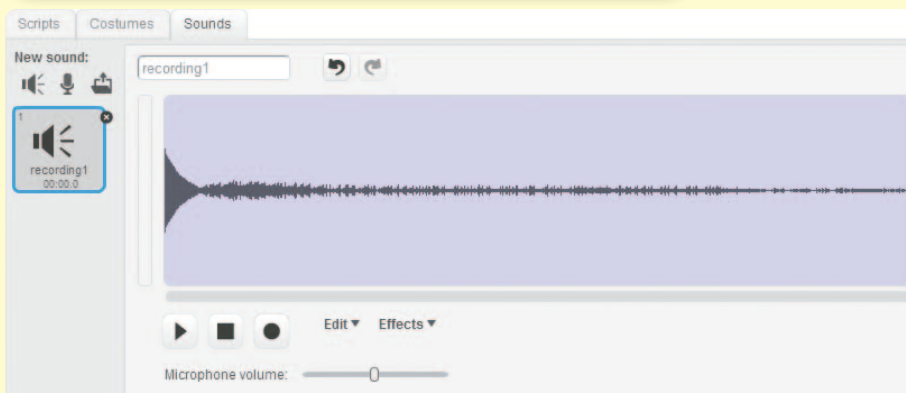 Scripts Costumes Sounds
New sound:
recording1
1
recording1
00:00.0
Edit Effects
Microphone volume: